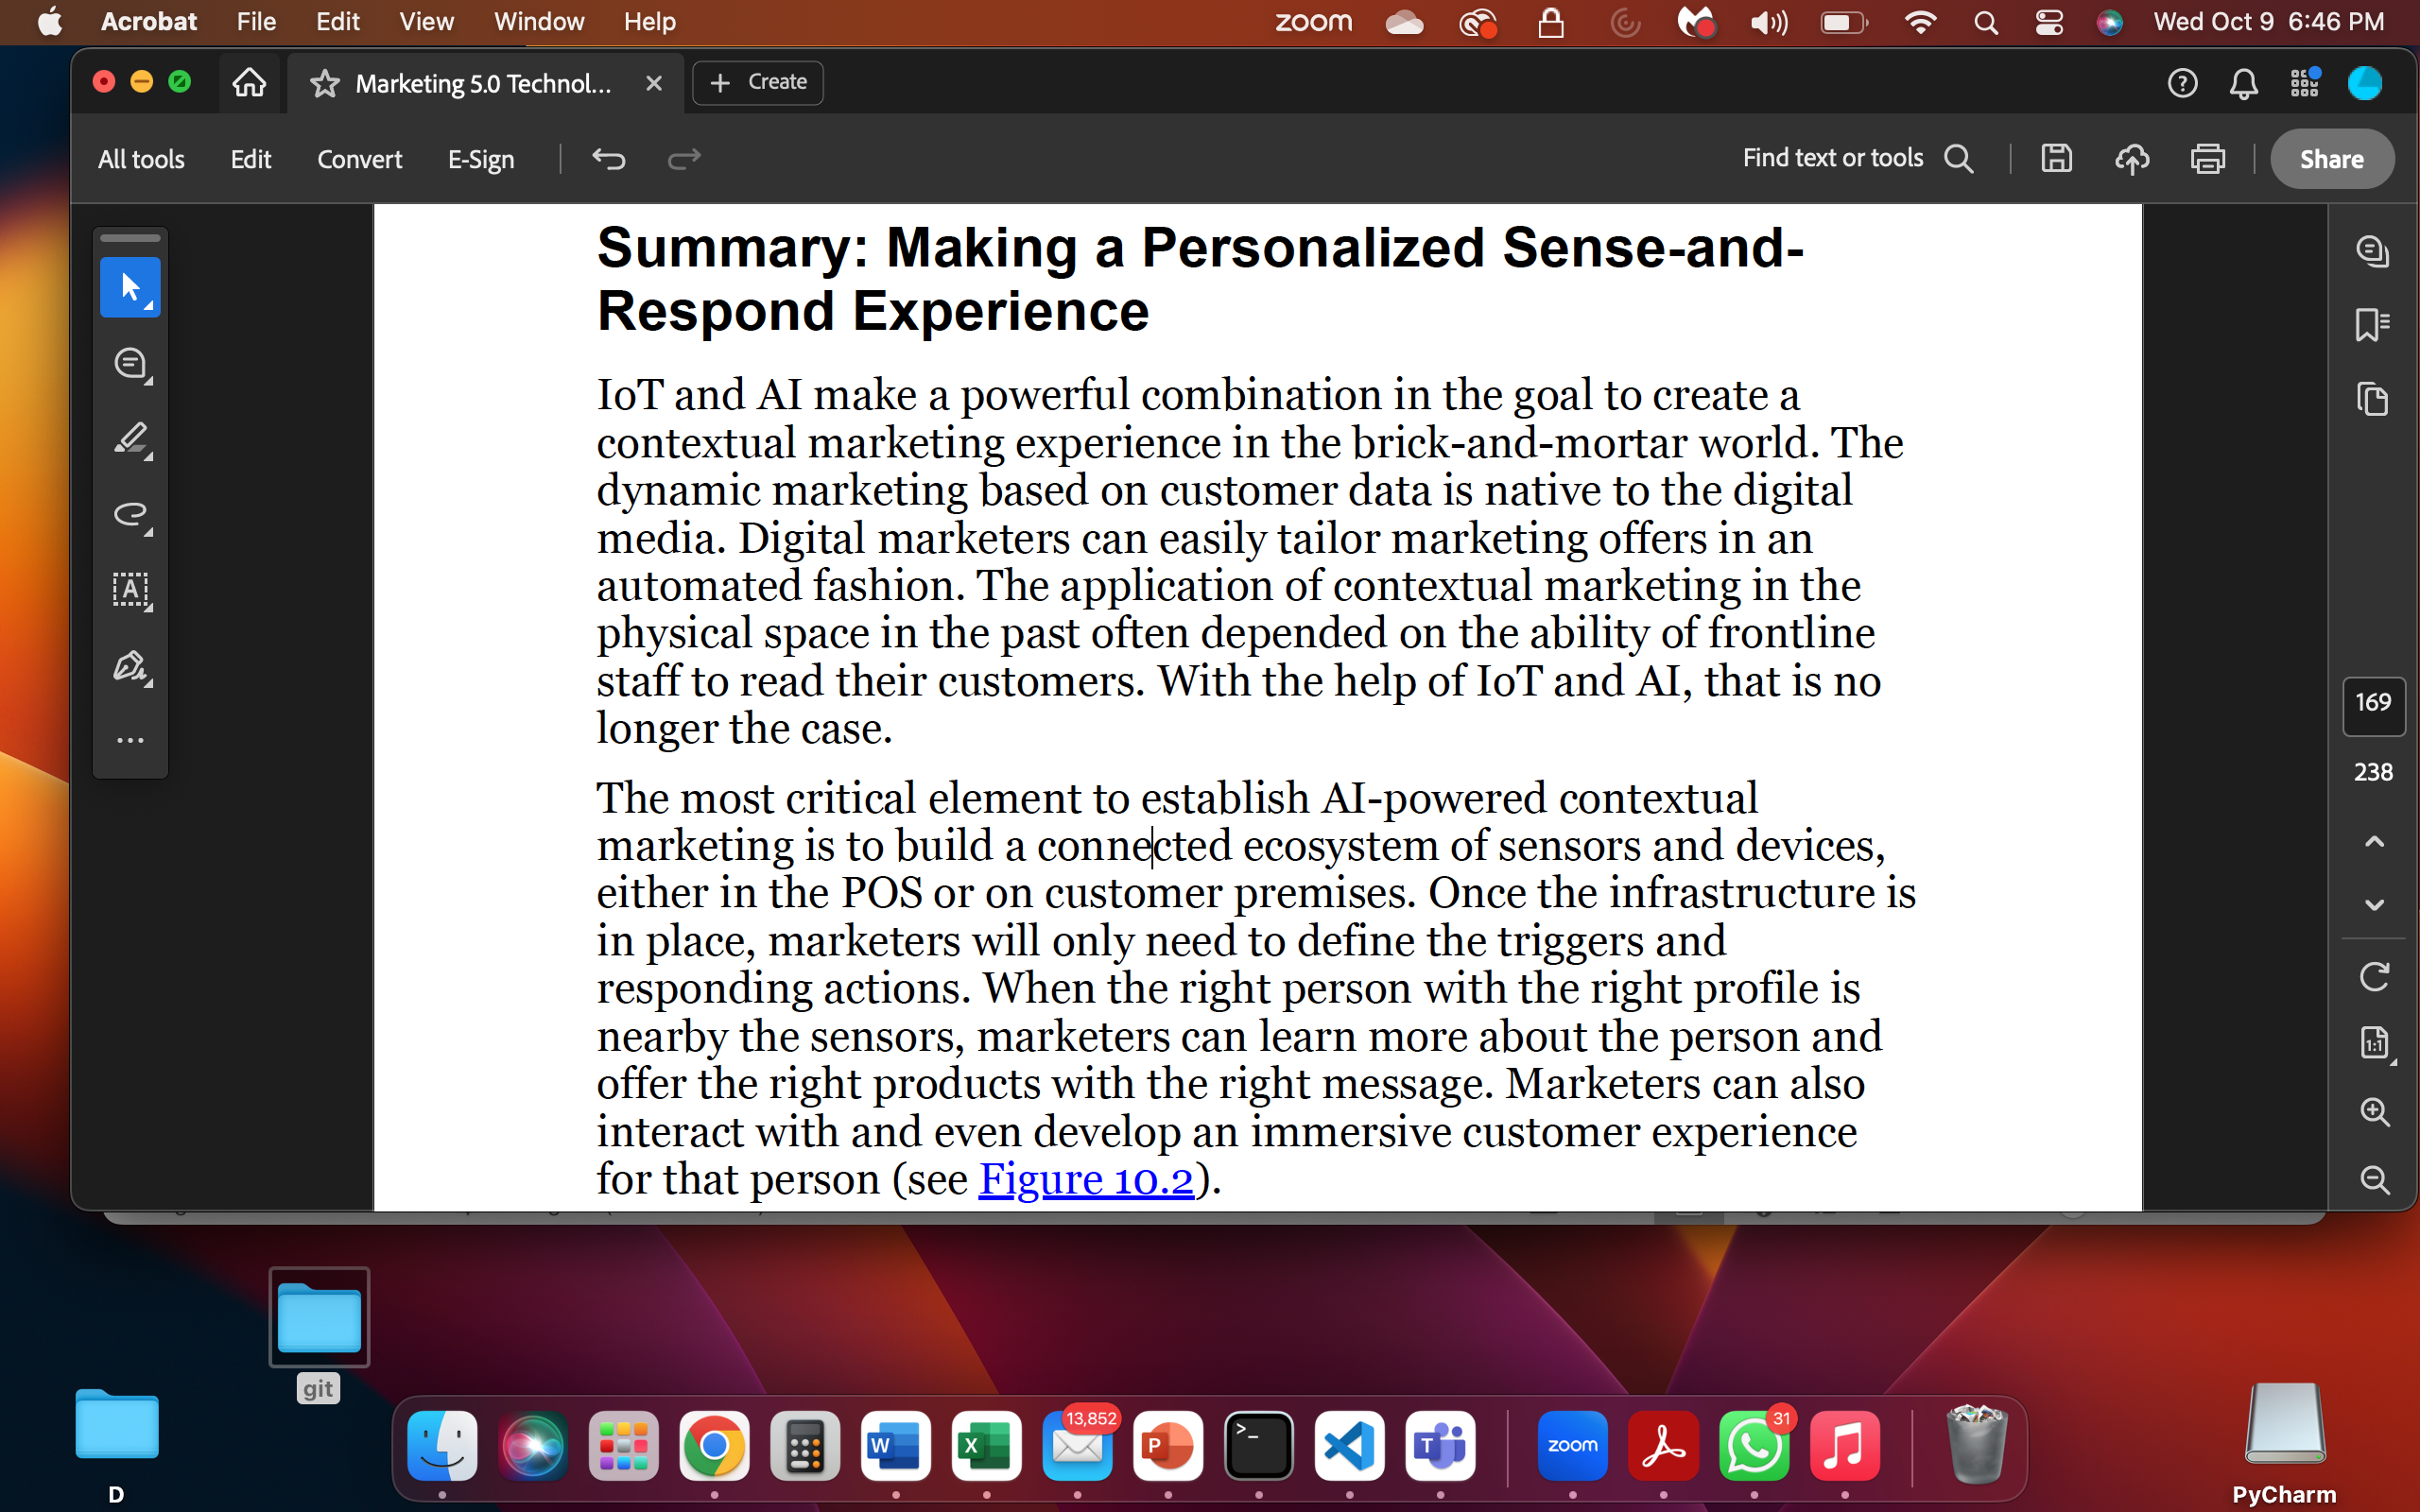 Acrobat File Edit View Window Help zoom Wed Oct 9 6:46 PM
Marketing 5.0 Technol... Create
All tools Edit Convert E-Sign Find text or tools Share
Summary: Making a Personalized Sense-and-
Respond Experience
IoT and AI make a powerful combination in the goal to create a
contextual marketing experience in the brick-and-mortar world. The
dynamic marketing based on customer data is native to the digital
media. Digital marketers can easily tailor marketing offers in an
automated fashion. The application of contextual marketing in the
physical space in the past often depended on the ability of frontline
staff to read their customers. With the help of IoT and AI, that is no
longer the case.
The most critical element to establish AI-powered contextual
marketing is to build a connected ecosystem of sensors and devices,
either in the POS or on customer premises. Once the infrastructure is
in place, marketers will only need to define the triggers and
responding actions. When the right person with the right profile is
nearby the sensors, marketers can learn more about the person and
offer the right products with the right message. Marketers can also
interact with and even develop an immersive customer experience
for that person (see Figure 10.2).
169
238
1:1
git
D
13,852
31
W X P >_ T zoom
PyCharm